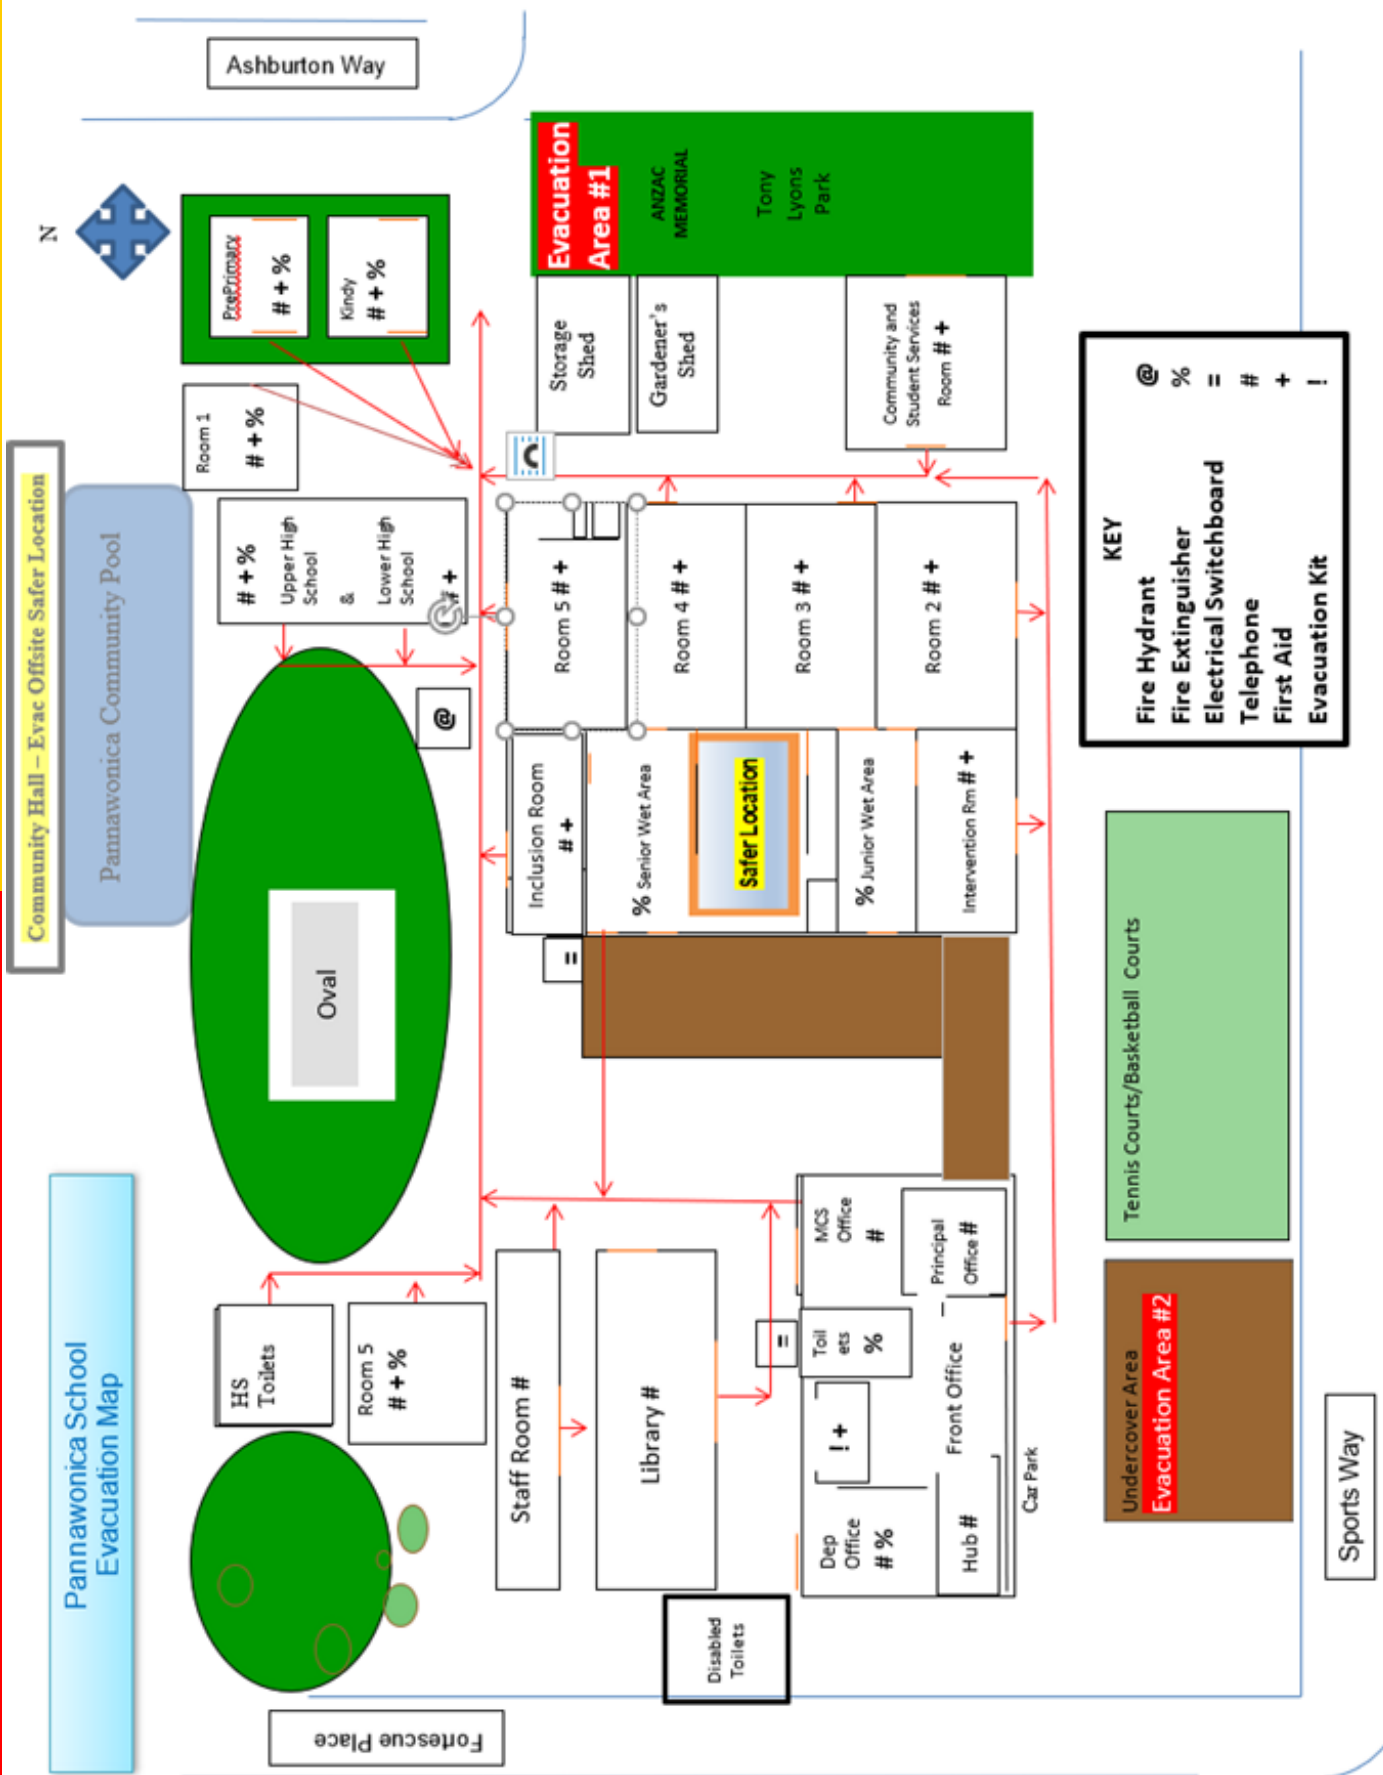 Pannawonica School
Evacuation Map
Community Hall – Evac Offsite Safer Location
Pannawonica Community Pool
N
Ashburton Way
Fortescue Place
HS
Toilets
Room 5
# + %
Oval
@
# + %
Upper High
School
&
Lower High
School
# +
Room 1
# + %
PrePrimary
# + %
Kindy
# + %
Staff Room #
Library #
Disabled
Toilets
=
Inclusion Room
# +
% Senior Wet Area
Safer Location
% Junior Wet Area
Intervention Rm # +
Room 5 # +
Room 4 # +
Room 3 # +
Room 2 # +
Storage
Shed
Gardener's
Shed
Community and
Student Services
Room # +
Evacuation
Area #1
ANZAC
MEMORIAL
Tony
Lyons
Park
=
Dep
Office
# %
! +
Toil
ets
%
MCS
Office
#
Principal
Office #
Front Office
Hub #
Car Park
Undercover Area
Evacuation Area #2
Tennis Courts/Basketball Courts
KEY
Fire Hydrant @
Fire Extinguisher %
Electrical Switchboard =
Telephone #
First Aid +
Evacuation Kit !
Sports Way